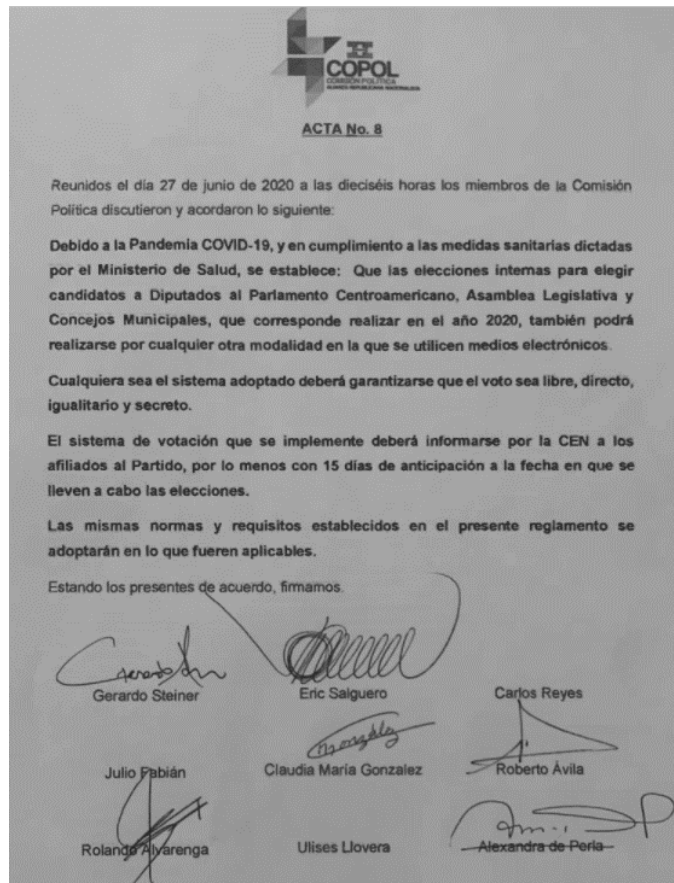 COPOL
COMISIÓN POLÍTICA
ALIANZA REPUBLICANA NACIONALISTA
ACTA No. 8
Reunidos el día 27 de junio de 2020 a las dieciséis horas los miembros de la Comisión
Política discutieron y acordaron lo siguiente:
Debido a la Pandemia COVID-19, y en cumplimiento a las medidas sanitarias dictadas
por el Ministerio de Salud, se establece: Que las elecciones internas para elegir
candidatos a Diputados al Parlamento Centroamericano, Asamblea Legislativa y
Concejos Municipales, que corresponde realizar en el año 2020, también podrá
realizarse por cualquier otra modalidad en la que se utilicen medios electrónicos.
Cualquiera sea el sistema adoptado deberá garantizarse que el voto sea libre, directo,
igualitario y secreto.
El sistema de votación que se implemente deberá informarse por la CEN a los
afiliados al Partido, por lo menos con 15 días de anticipación a la fecha en que se
lleven a cabo las elecciones.
Las mismas normas y requisitos establecidos en el presente reglamento se
adoptarán en lo que fueren aplicables.
Estando los presentes de acuerdo, firmamos.
Gerardo Steiner Eric Salguero Carlos Reyes
González
Julio Fabián Claudia María Gonzalez Roberto Ávila
Rolando Alvarenga Ulises Llovera Alexandra de Perla